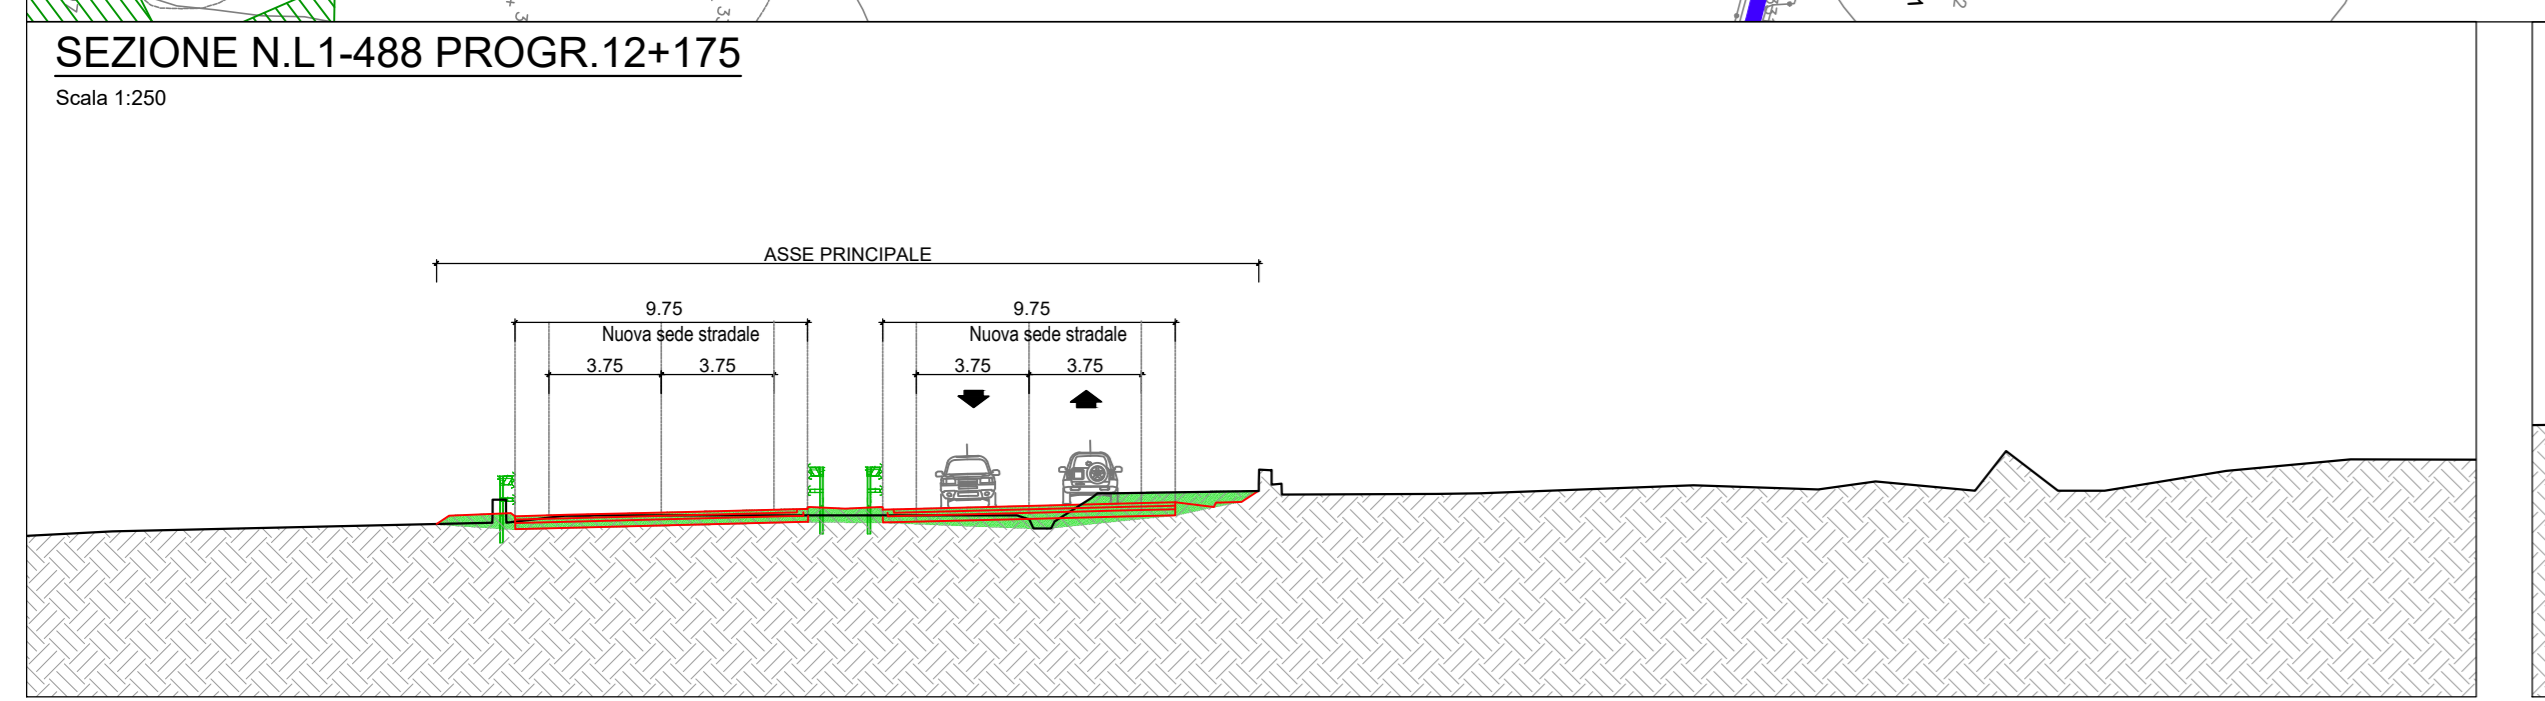 SEZIONE N.L1-488 PROGR.12+175
Scala 1:250
ASSE PRINCIPALE
9.75
9.75
Nuova sede stradale
Nuova sede stradale
3.75
3.75
3.75
3.75